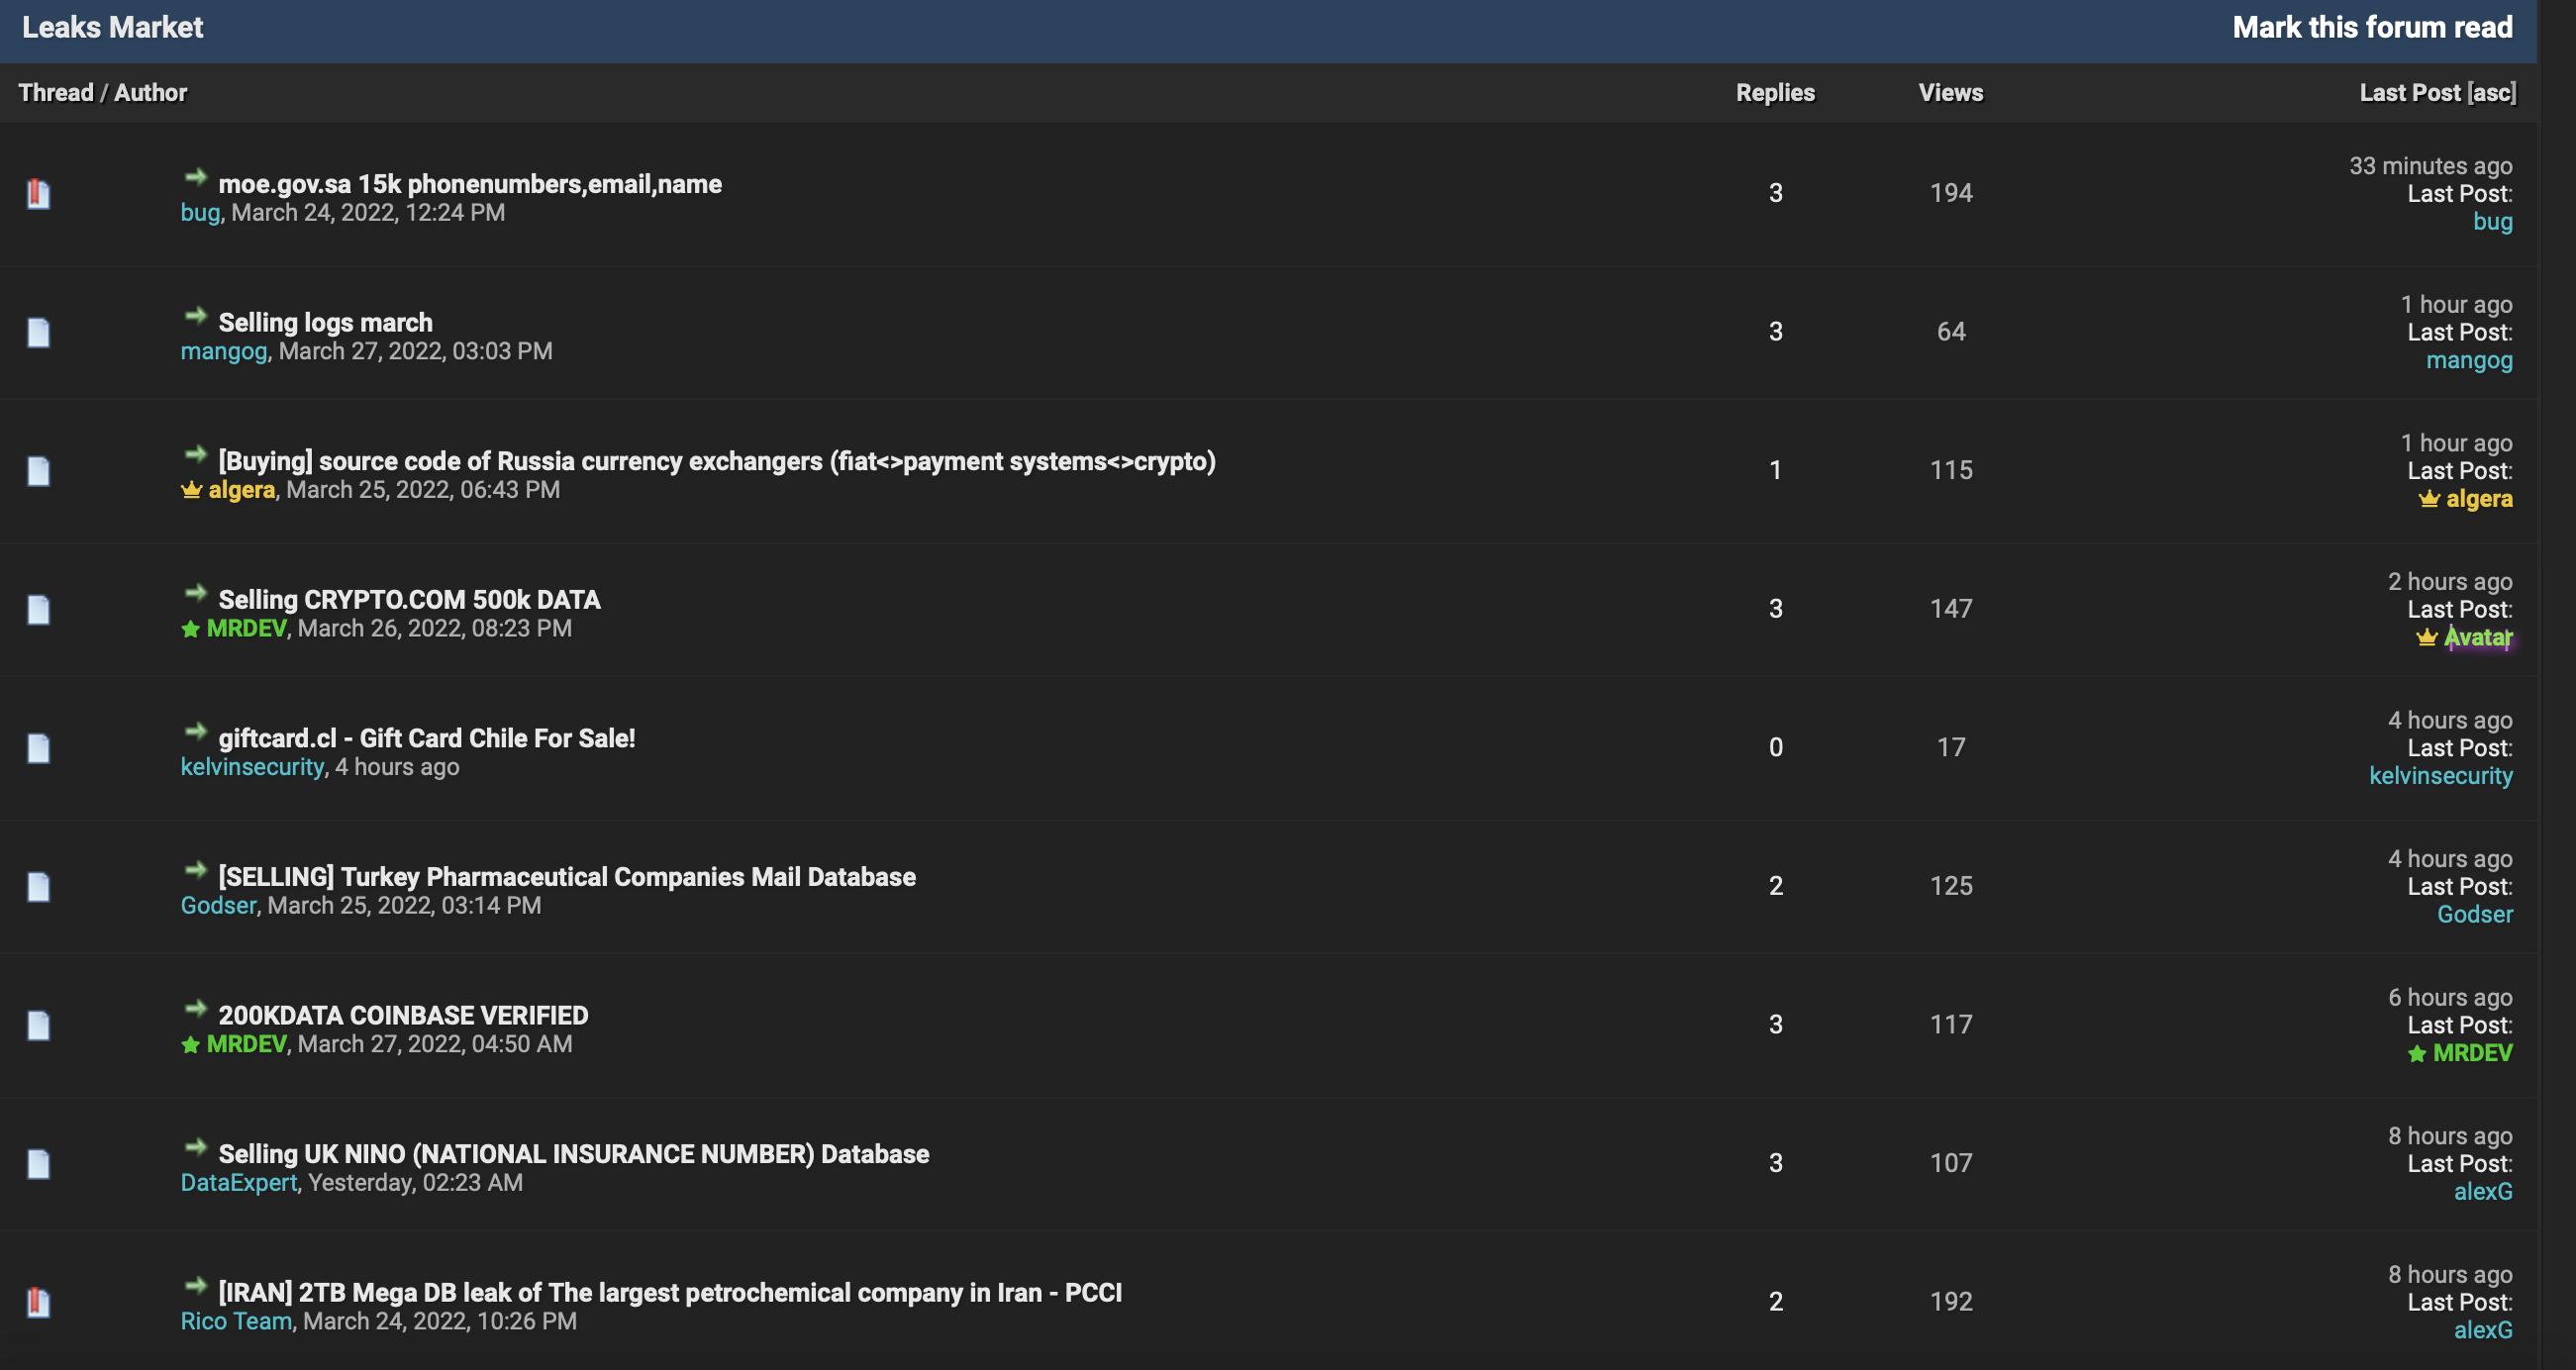 Leaks Market
Mark this forum read
Thread / Author
Replies
Views
Last Post [asc]
moe.gov.sa 15k phonenumbers,email,name
bug, March 24, 2022, 12:24 PM
3
194
33 minutes ago
Last Post:
bug
Selling logs march
mangog, March 27, 2022, 03:03 PM
3
64
1 hour ago
Last Post:
mangog
[Buying] source code of Russia currency exchangers (fiat<>payment systems<>crypto)
algera, March 25, 2022, 06:43 PM
1
115
1 hour ago
Last Post:
algera
Selling CRYPTO.COM 500k DATA
MRDEV, March 26, 2022, 08:23 PM
3
147
2 hours ago
Last Post:
Avatar
giftcard.cl - Gift Card Chile For Sale!
kelvinsecurity, 4 hours ago
0
17
4 hours ago
Last Post:
kelvinsecurity
[SELLING] Turkey Pharmaceutical Companies Mail Database
Godser, March 25, 2022, 03:14 PM
2
125
4 hours ago
Last Post:
Godser
200KDATA COINBASE VERIFIED
MRDEV, March 27, 2022, 04:50 AM
3
117
6 hours ago
Last Post:
MRDEV
Selling UK NINO (NATIONAL INSURANCE NUMBER) Database
DataExpert, Yesterday, 02:23 AM
3
107
8 hours ago
Last Post:
alexG
[IRAN] 2TB Mega DB leak of The largest petrochemical company in Iran - PCCI
Rico Team, March 24, 2022, 10:26 PM
2
192
8 hours ago
Last Post:
alexG